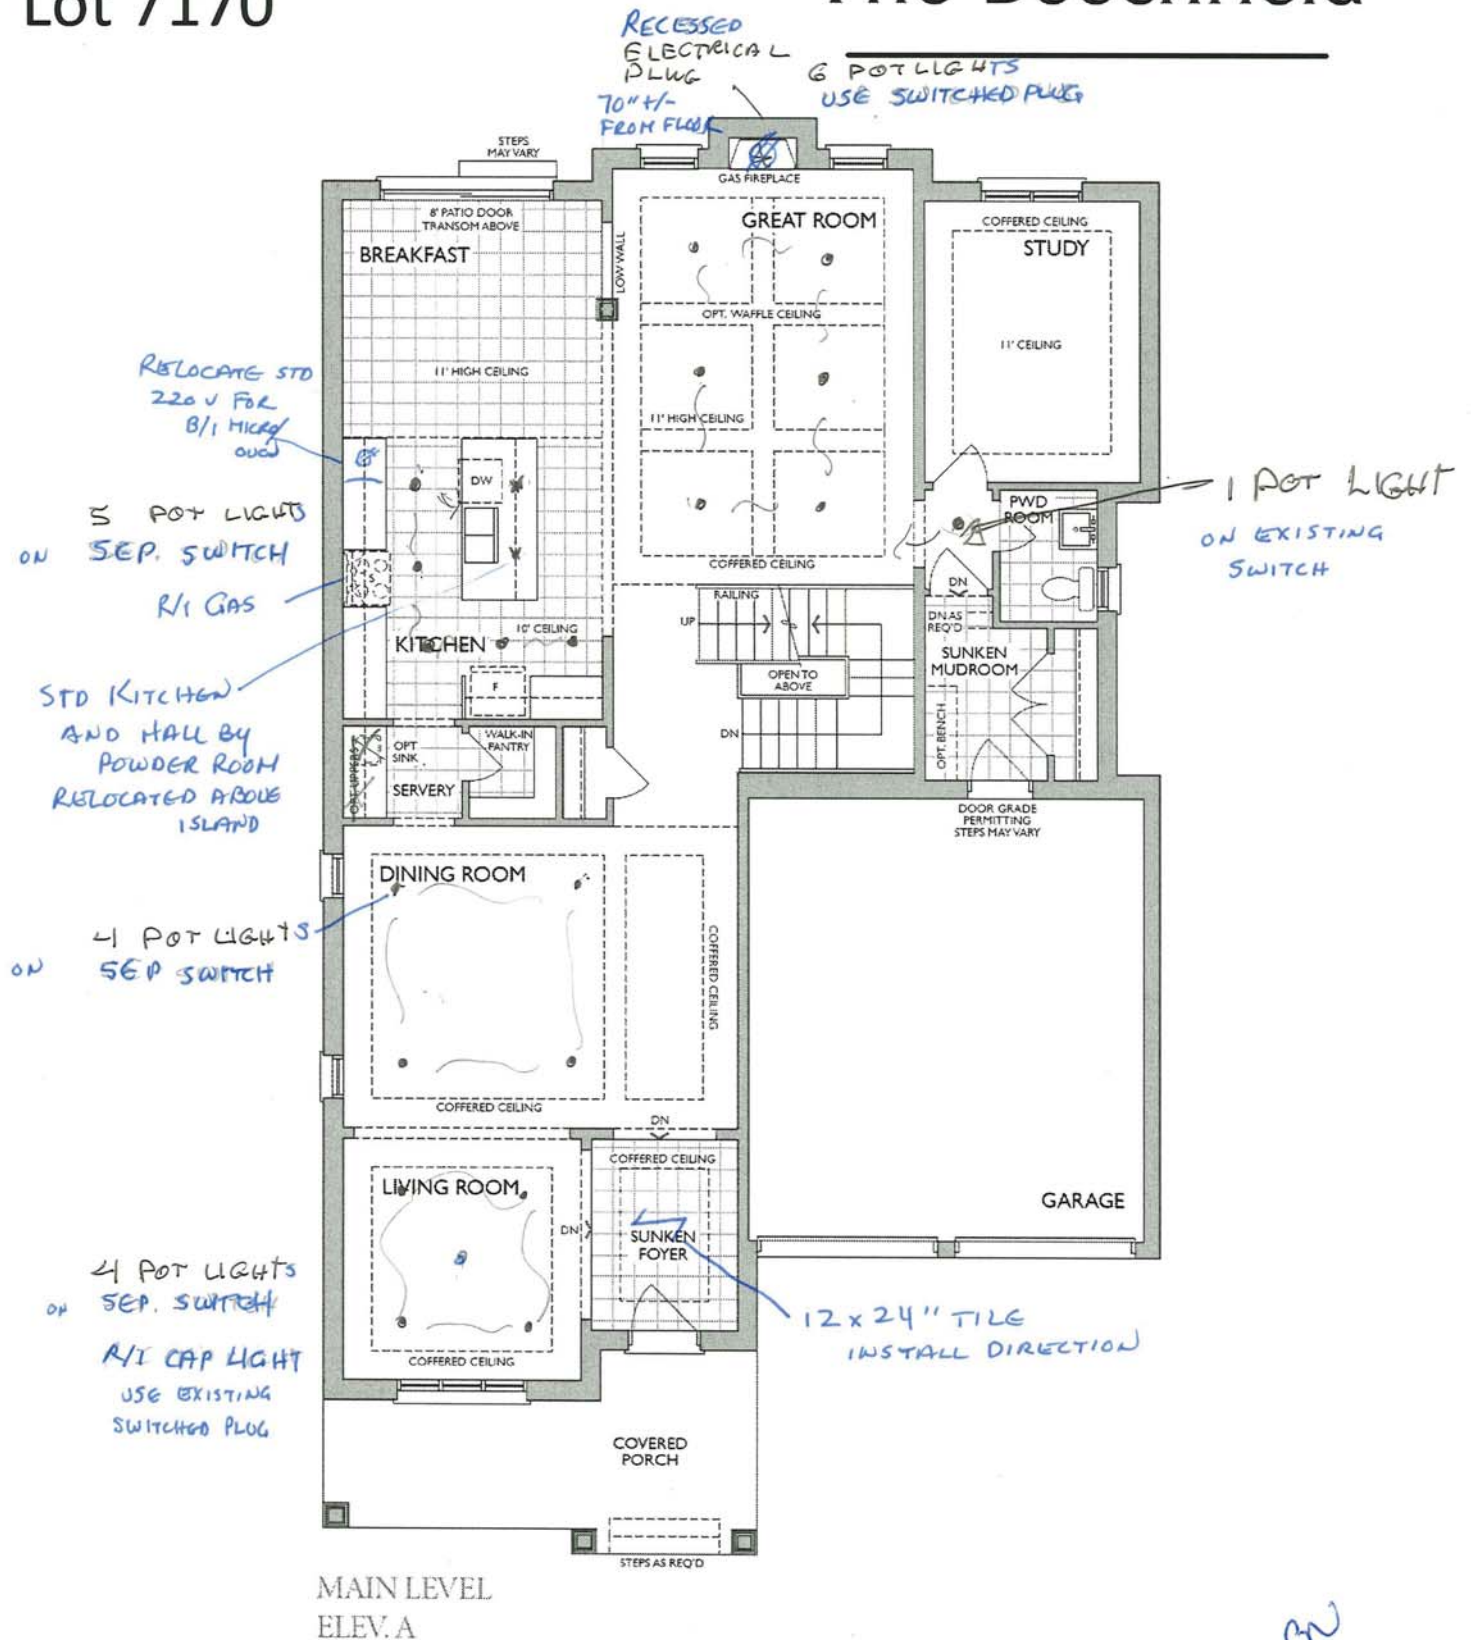 Lot 7170
RECESSED
ELECTRICAL
PLUG
70"+/-
FROM FLOOR
6 POT LIGHTS
USE SWITCHED PLUG
STEPS
MAY VARY
GAS FIREPLACE
8' PATIO DOOR
TRANSOM ABOVE
BREAKFAST
LOW WALL
GREAT ROOM
COFFERED CEILING
STUDY
OPT. WAFFLE CEILING
11' CEILING
RELOCATE STD
220 V FOR
B/I MICRO/
OVEN
11' HIGH CEILING
11' HIGH CEILING
DW
5 POT LIGHTS
ON SEP. SWITCH
R/I GAS
S
1 POT LIGHT
ON EXISTING
SWITCH
PWD
ROOM
COFFERED CEILING
DN
RAILING
UP
DN AS
REQ'D
10' CEILING
KITCHEN
SUNKEN
MUDROOM
OPEN TO
ABOVE
F
STD KITCHEN
AND HALL BY
POWDER ROOM
RELOCATED ABOVE
ISLAND
OPT. BENCH
DN
OPT
SINK
WALK-IN
PANTRY
OPT. UPPERS
SERVERY
DOOR GRADE
PERMITTING
STEPS MAY VARY
DINING ROOM
4 POT LIGHTS
ON SEP SWITCH
COFFERED CEILING
COFFERED CEILING
DN
COFFERED CEILING
LIVING ROOM
DN
SUNKEN
FOYER
GARAGE
4 POT LIGHTS
ON SEP. SWITCH
R/I CAP LIGHT
USE EXISTING
SWITCHED PLUG
12 x 24" TILE
INSTALL DIRECTION
COFFERED CEILING
COVERED
PORCH
STEPS AS REQ'D
MAIN LEVEL
ELEV. A